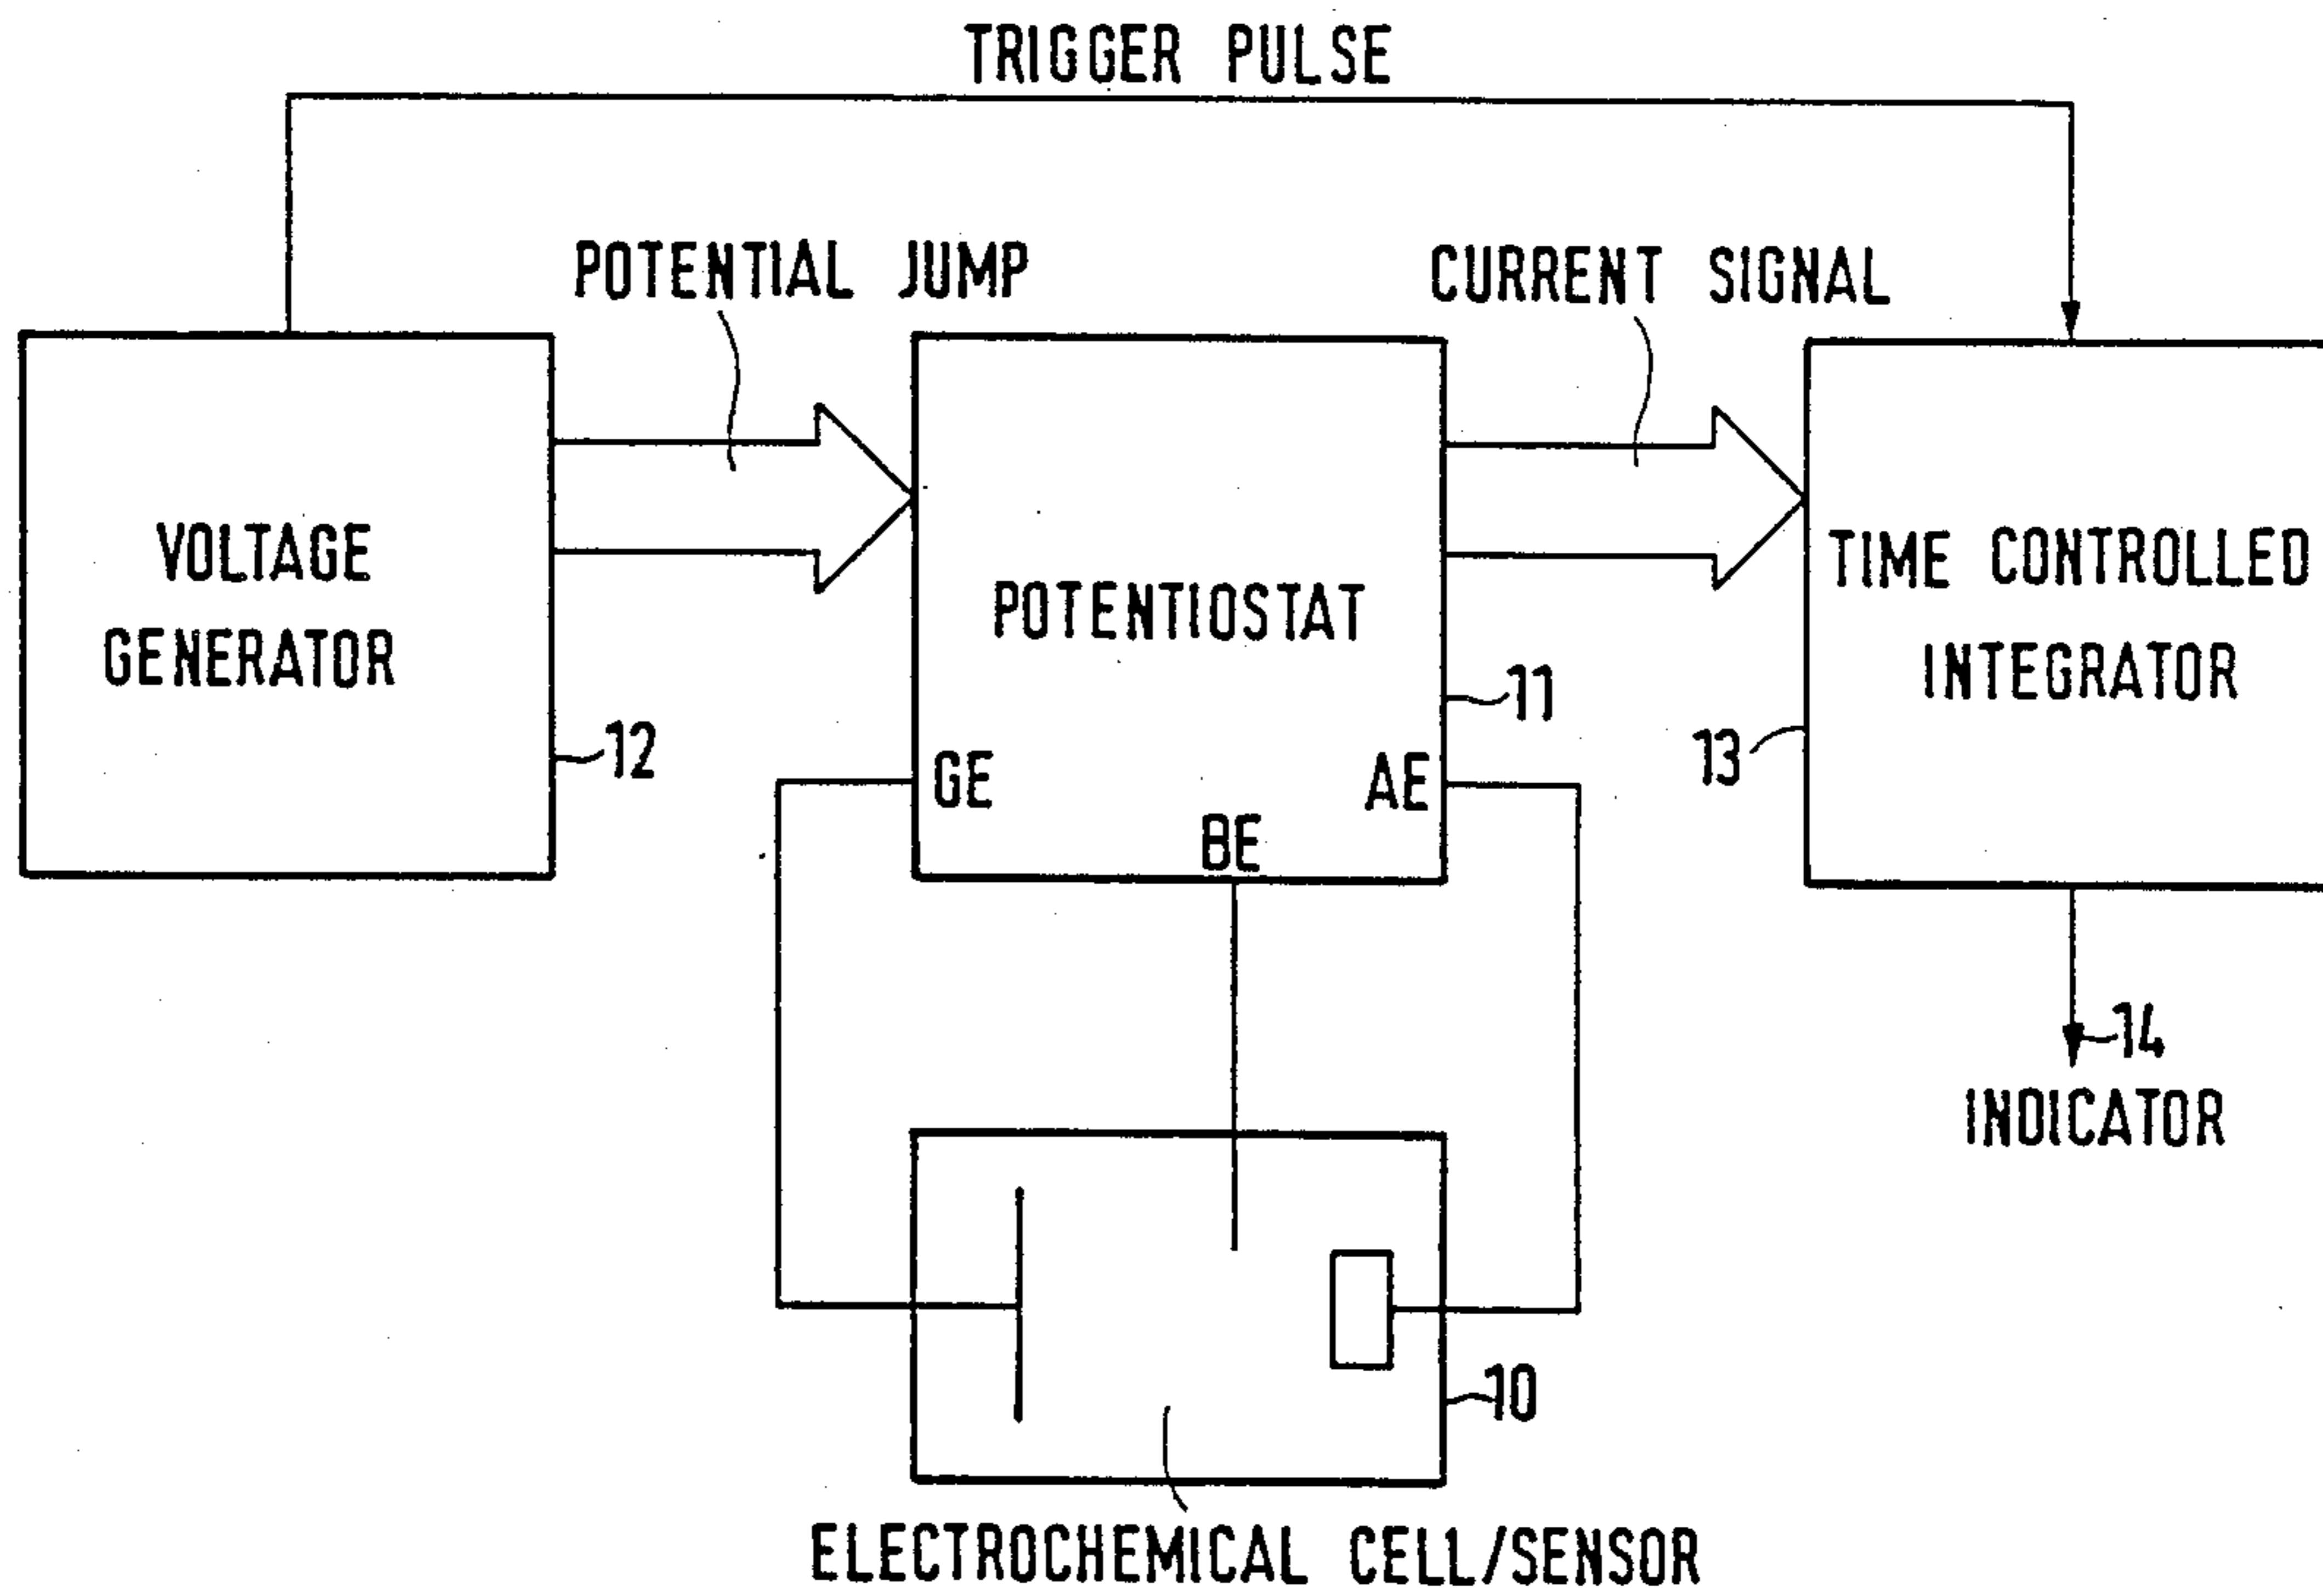 TRIGGER PULSE
POTENTIAL JUMP
CURRENT SIGNAL
VOLTAGE
GENERATOR
12
POTENTIOSTAT
11
GE
BE
AE
TIME CONTROLLED
INTEGRATOR
13
14
INDICATOR
10
ELECTROCHEMICAL CELL/SENSOR